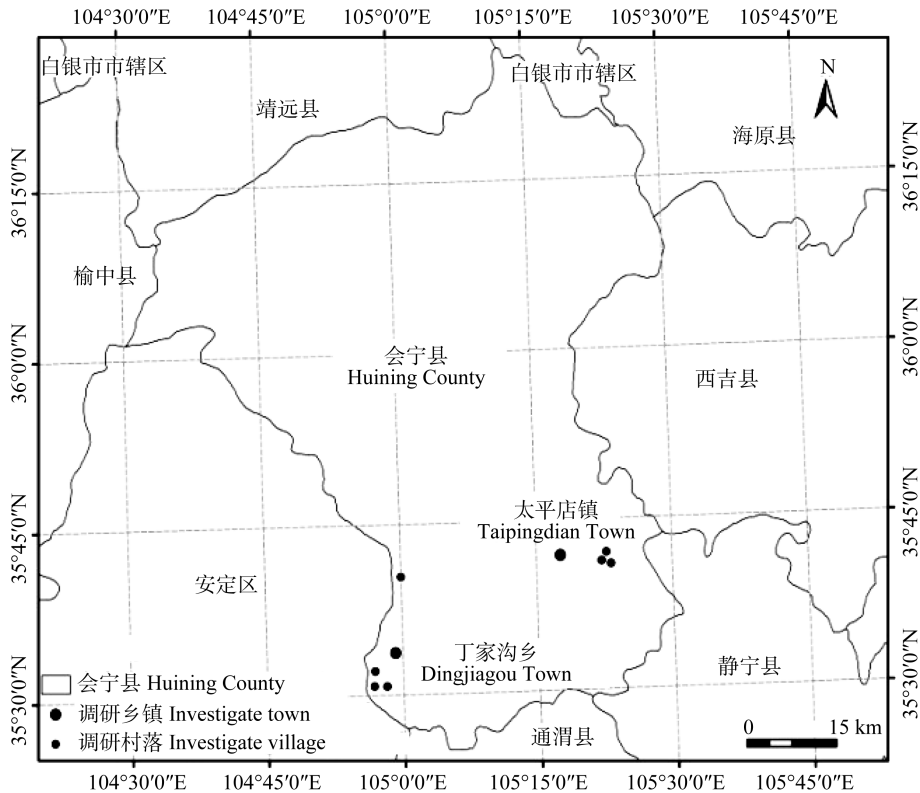 104°30′0″E 104°45′0″E 105°0′0″E 105°15′0″E 105°30′0″E 105°45′0″E
白银市市辖区
白银市市辖区
N
靖远县
海原县
36°15′0″N
36°15′0″N
榆中县
36°0′0″N
36°0′0″N
会宁县
Huining County
西吉县
太平店镇
Taipingdian Town
35°45′0″N
35°45′0″N
安定区
丁家沟乡
Dingjiagou Town
静宁县
35°30′0″N
35°30′0″N
会宁县 Huining County
调研乡镇 Investigate town
调研村落 Investigate village
通渭县
0 15 km
104°30′0″E 104°45′0″E 105°0′0″E 105°15′0″E 105°30′0″E 105°45′0″E